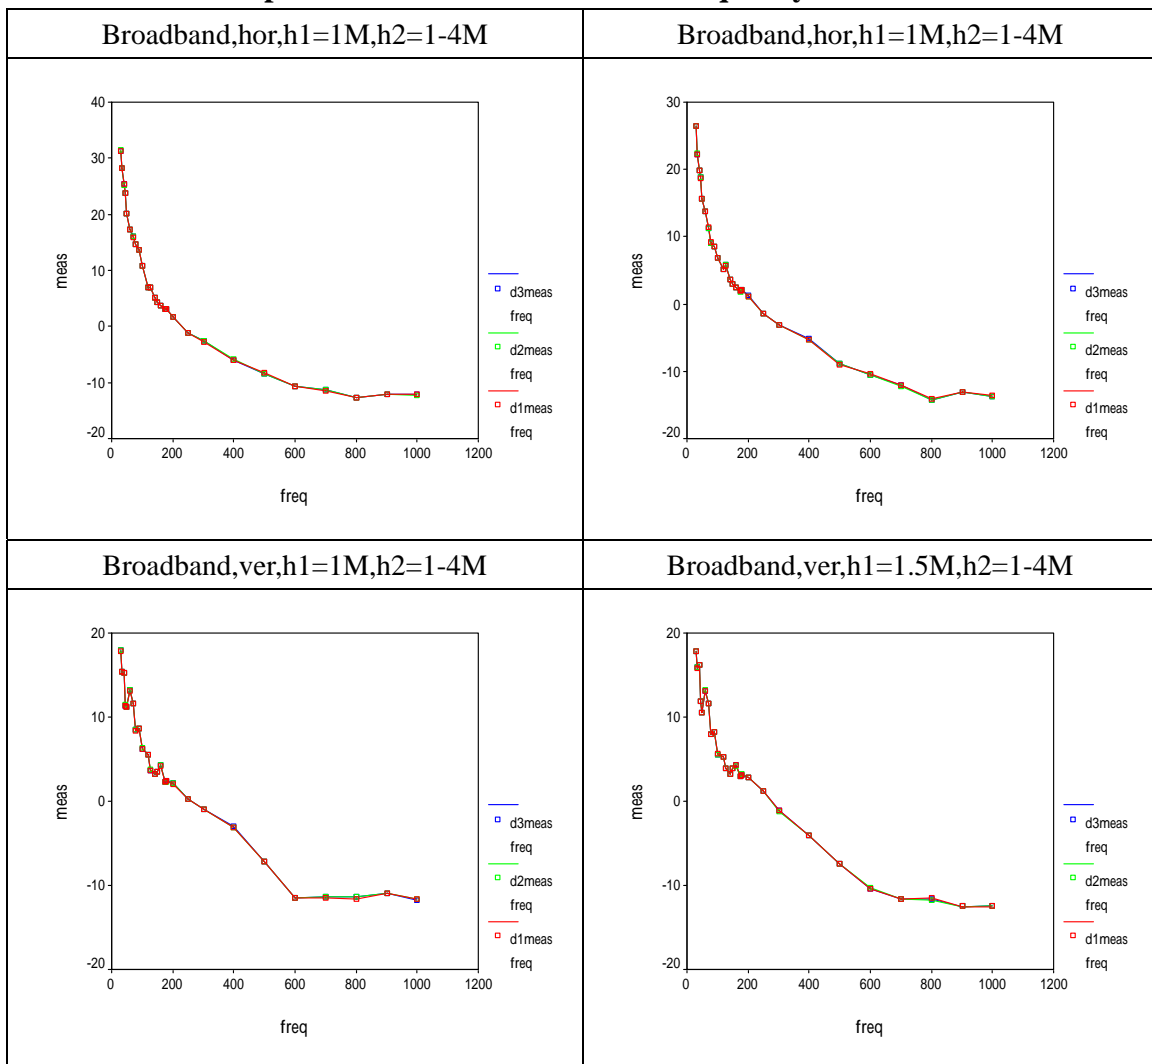 Broadband,hor,h1=1M,h2=1-4M
Broadband,hor,h1=1M,h2=1-4M
40
30
20
10
0
-10
-20
meas
0 200 400 600 800 1000 1200
freq
d3meas
freq
d2meas
freq
d1meas
freq
30
20
10
0
-10
-20
meas
0 200 400 600 800 1000 1200
freq
d3meas
freq
d2meas
freq
d1meas
freq
Broadband,ver,h1=1M,h2=1-4M
Broadband,ver,h1=1.5M,h2=1-4M
20
10
0
-10
-20
meas
0 200 400 600 800 1000 1200
freq
d3meas
freq
d2meas
freq
d1meas
freq
20
10
0
-10
-20
meas
0 200 400 600 800 1000 1200
freq
d3meas
freq
d2meas
freq
d1meas
freq